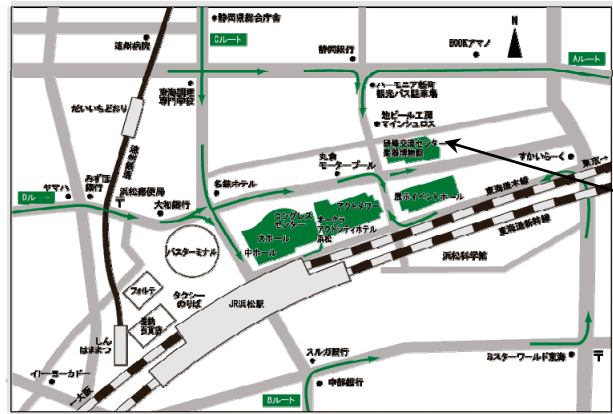 静岡県総合庁舎
遠州病院
Cルート
静岡銀行
BOOKアマノ
N
Aルート
東海調理
専門学校
ハーモニア新町
観光バス駐車場
だいいちどおり
遠州鉄道
地ビール工房
マインシュロス
研修交流センター
楽器博物館
丸倉
モータープール
すかいらーく
東京→
ヤマハ
みずほ
銀行
浜松郵便局
〒
名鉄ホテル
Dルート
大和銀行
展示イベントホール
東海道本線
東海道新幹線
コングレス
センター
アクトタワー
オークラ
アクトシティホテル
浜松
大ホール
中ホール
バスターミナル
浜松科学館
フォルテ
タクシー
のりば
JR浜松駅
遠鉄
百貨店
しん
はままつ
スルガ銀行
ミスターワールド東海
〒
イトーヨーカドー
←大阪
中部銀行
Bルート